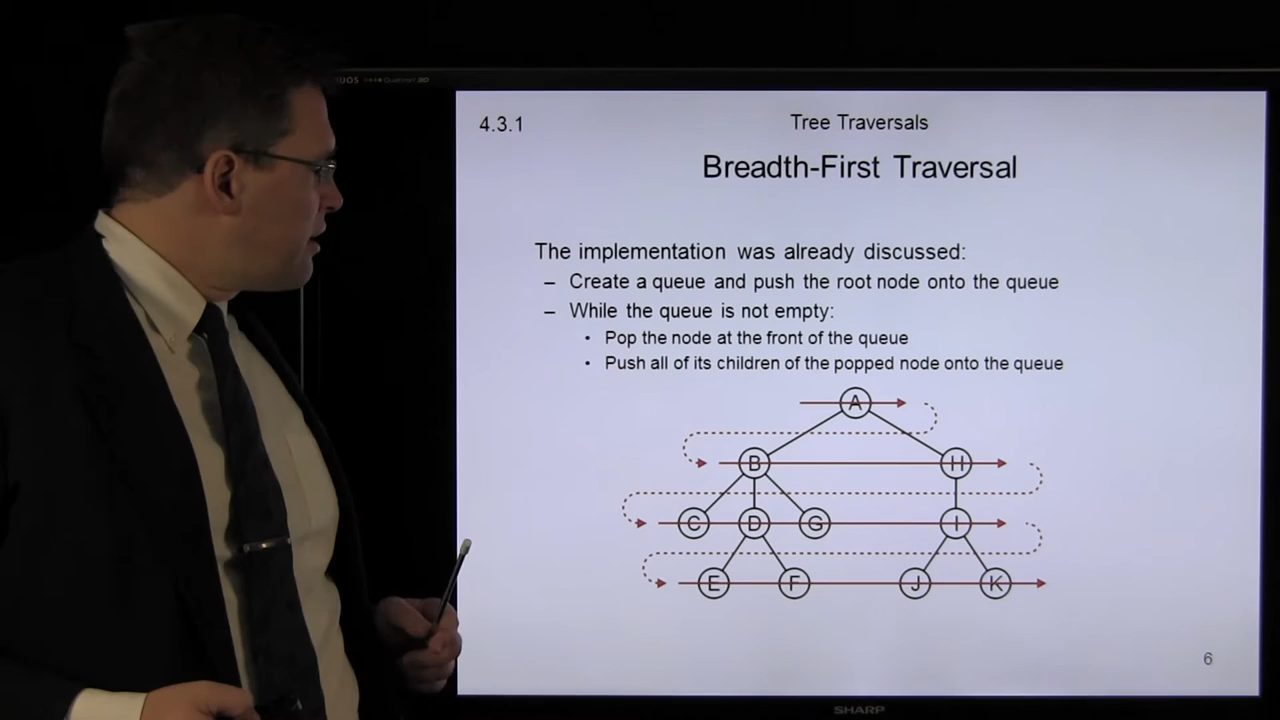 4.3.1
Tree Traversals
Breadth-First Traversal
The implementation was already discussed:
– Create a queue and push the root node onto the queue
– While the queue is not empty:
• Pop the node at the front of the queue
• Push all of its children of the popped node onto the queue
A
B H
C D G I
E F J K
6
SHARP